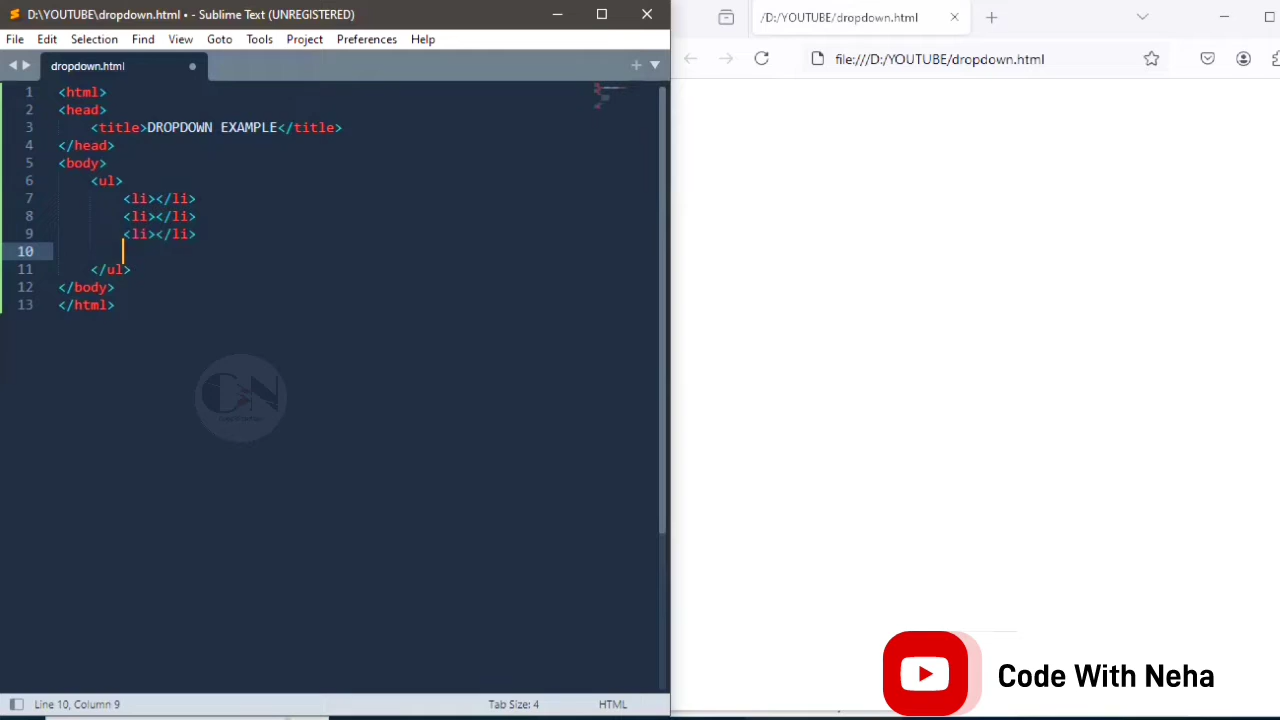 D:\YOUTUBE\dropdown.html • - Sublime Text (UNREGISTERED)
File Edit Selection Find View Goto Tools Project Preferences Help
dropdown.html
1 <html>
2 <head>
3 <title>DROPDOWN EXAMPLE</title>
4 </head>
5 <body>
6 <ul>
7 <li></li>
8 <li></li>
9 <li></li>
10
11 </ul>
12 </body>
13 </html>
Line 10, Column 9
Tab Size: 4
HTML
/D:/YOUTUBE/dropdown.html
file:///D:/YOUTUBE/dropdown.html
Code With Neha